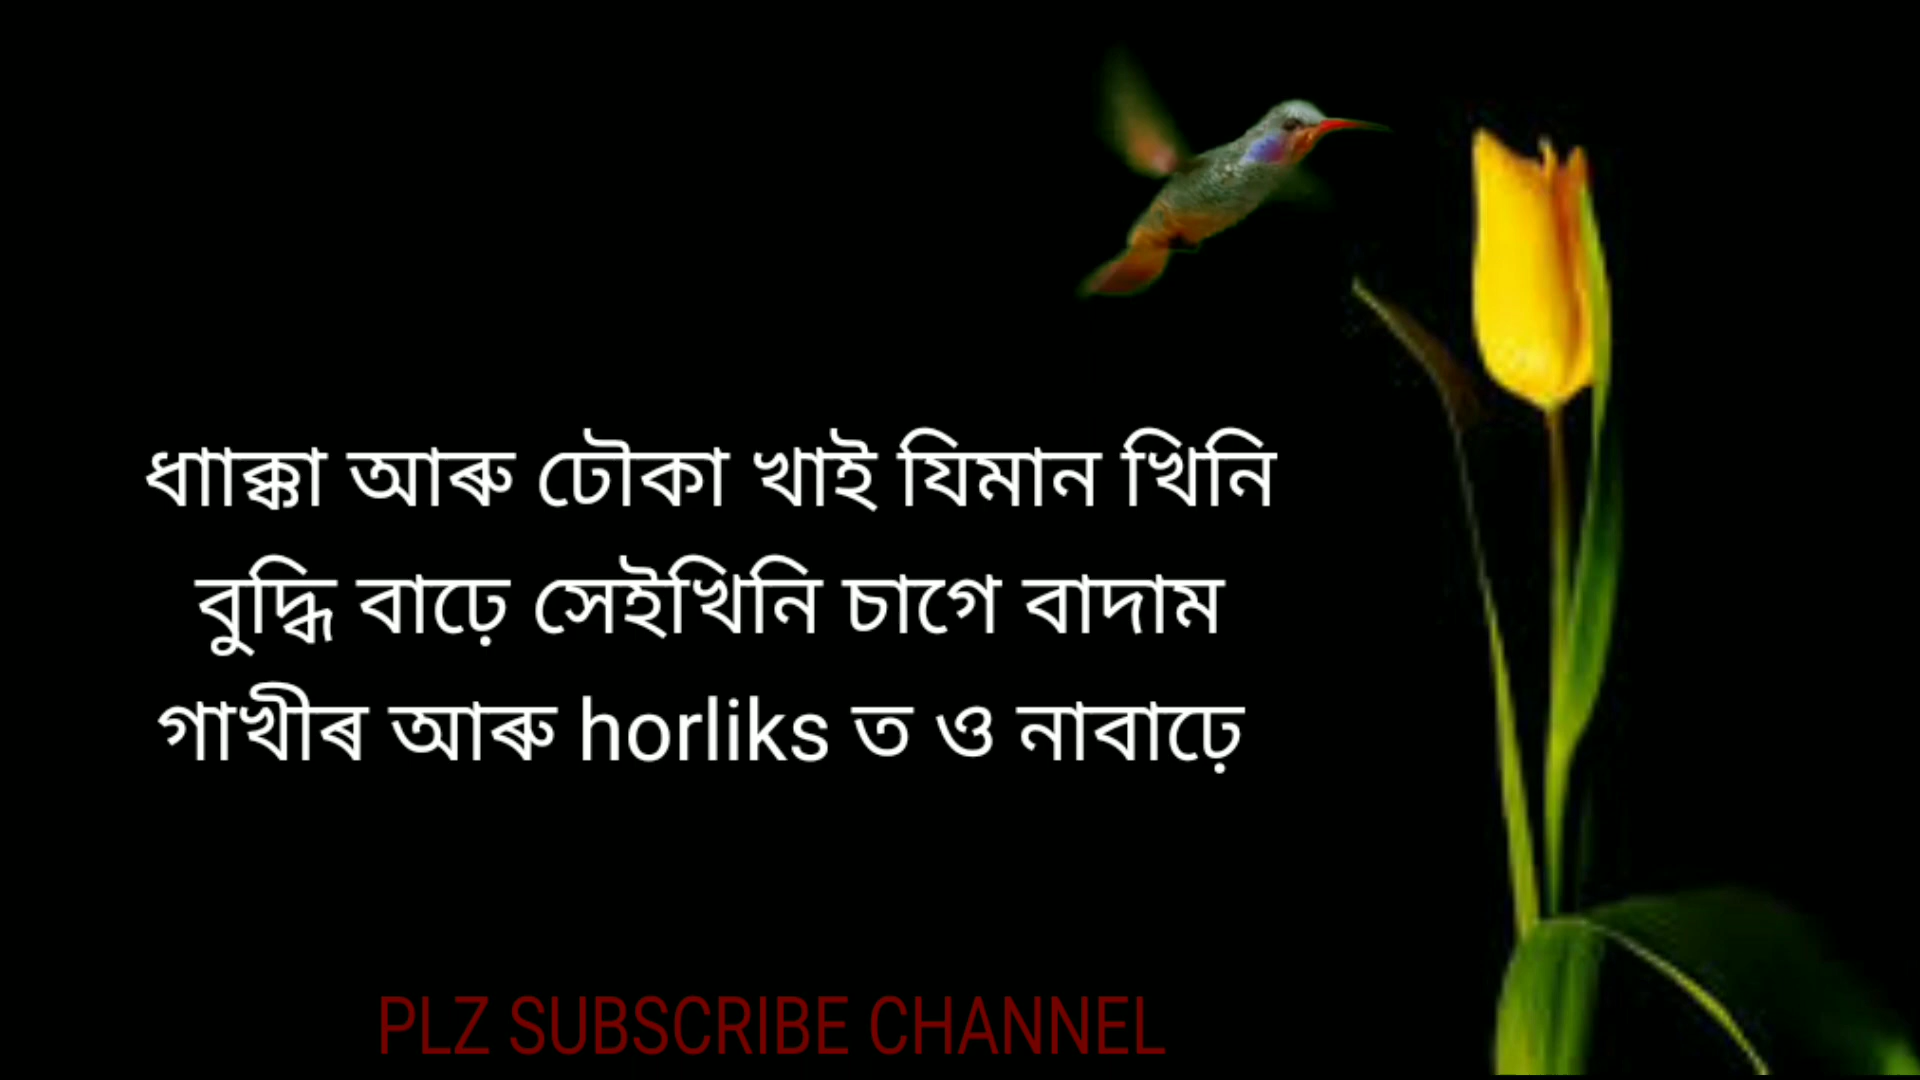 ধাাক্কা আৰু ঢৌকা খাই যিমান খিনি
বুদ্ধি বাঢ়ে সেইখিনি চাগে বাদাম
গাখীৰ আৰু horliks ত ও নাবাঢ়ে
PLZ SUBSCRIBE CHANNEL